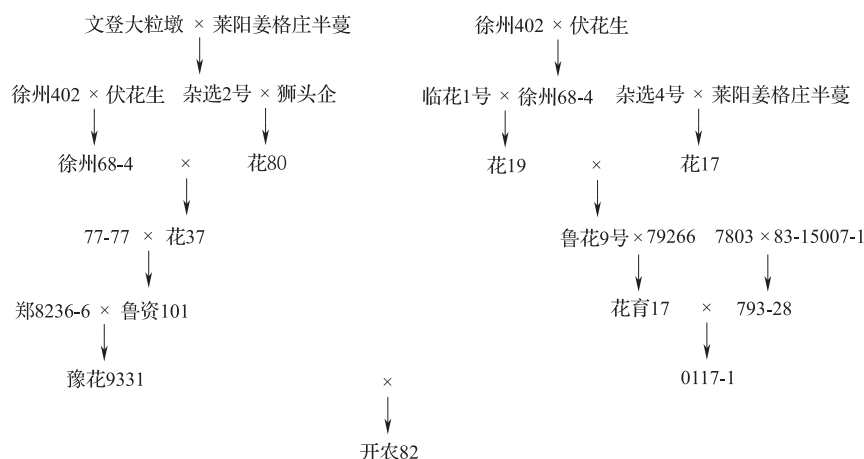 文登大粒墩 × 莱阳姜格庄半蔓 徐州402 × 伏花生
徐州402 × 伏花生 杂选2号 × 狮头企 临花1号 × 徐州68-4 杂选4号 × 莱阳姜格庄半蔓
徐州68-4 × 花80 花19 × 花17
77-77 × 花37 鲁花9号 × 79266 7803 × 83-15007-1
郑8236-6 × 鲁资101 花育17 × 793-28
豫花9331 × 0117-1
开农82